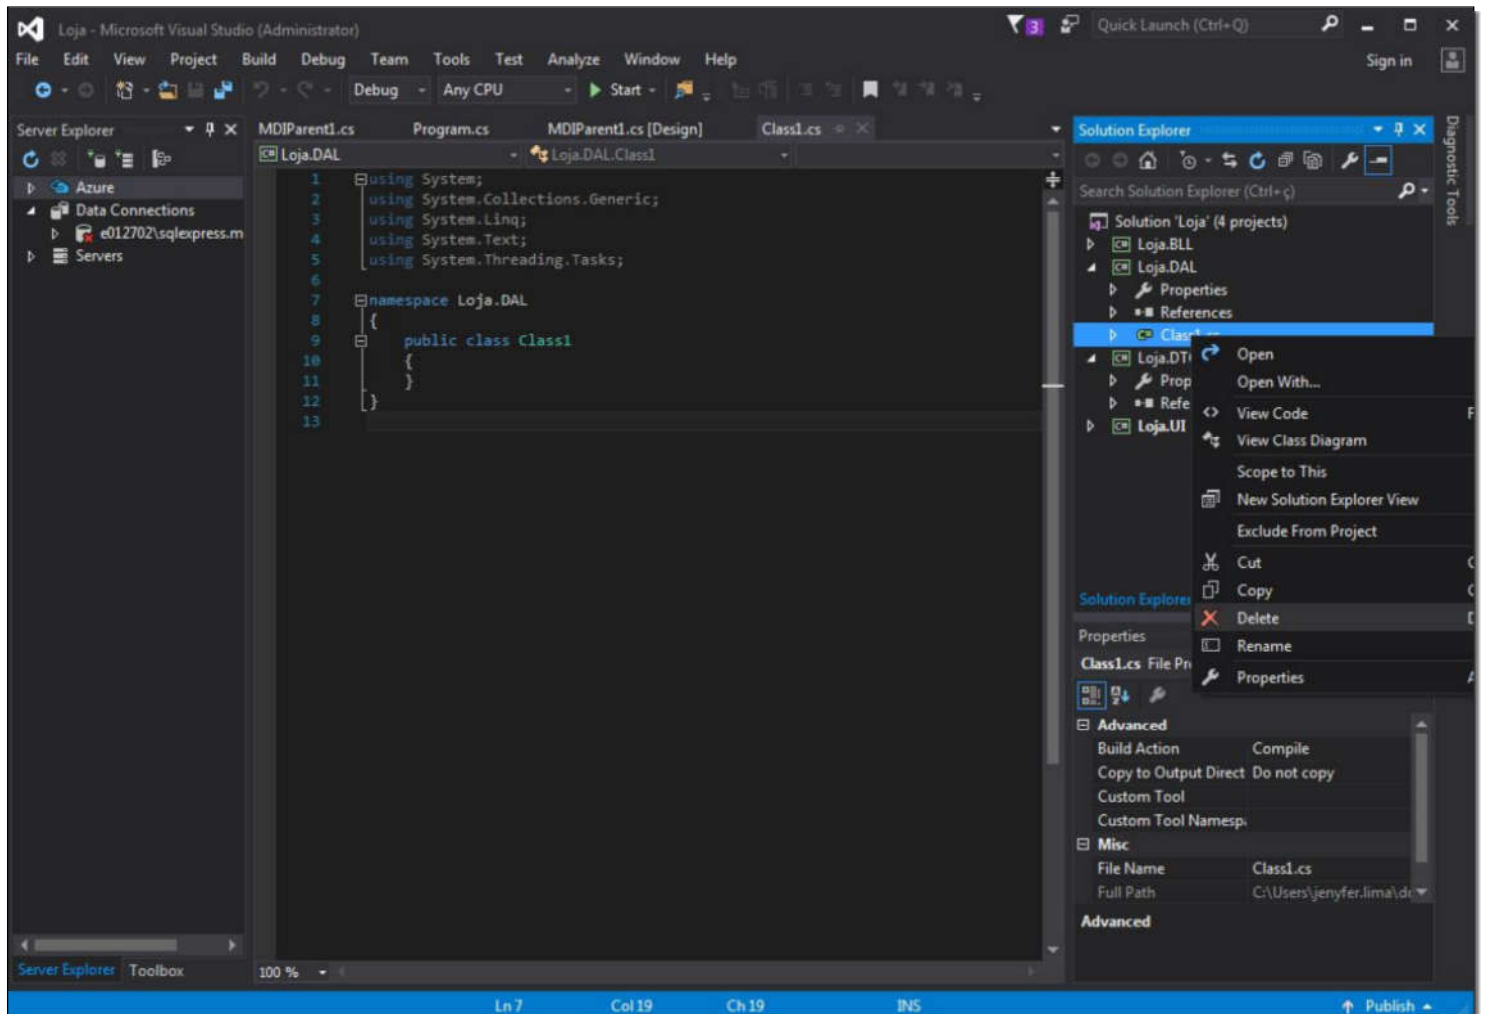 Loja - Microsoft Visual Studio (Administrator)
3
Quick Launch (Ctrl+Q)
File Edit View Project Build Debug Team Tools Test Analyze Window Help
Sign in
Debug Any CPU Start
Server Explorer
Azure
Data Connections
e012702\sqlexpress.m
Servers
MDIParent1.cs Program.cs MDIParent1.cs [Design] Class1.cs
Loja.DAL Loja.DAL.Class1
1 using System;
2 using System.Collections.Generic;
3 using System.Linq;
4 using System.Text;
5 using System.Threading.Tasks;
6
7 namespace Loja.DAL
8 {
9 public class Class1
10 {
11 }
12 }
13
Solution Explorer
Search Solution Explorer (Ctrl+ç)
Solution 'Loja' (4 projects)
Loja.BLL
Loja.DAL
Properties
References
Class1.cs
Loja.DT
Prop
Refe
Loja.UI
Open
Open With...
View Code F
View Class Diagram
Scope to This
New Solution Explorer View
Exclude From Project
Cut C
Copy C
Delete D
Rename
Properties A
Solution Explorer
Properties
Class1.cs File Pr
Advanced
Build Action Compile
Copy to Output Direct Do not copy
Custom Tool
Custom Tool Namesp
Misc
File Name Class1.cs
Full Path C:\Users\jenyfer.lima\d
Advanced
Diagnostic Tools
Server Explorer Toolbox
100 %
Ln 7 Col 19 Ch 19 INS Publish